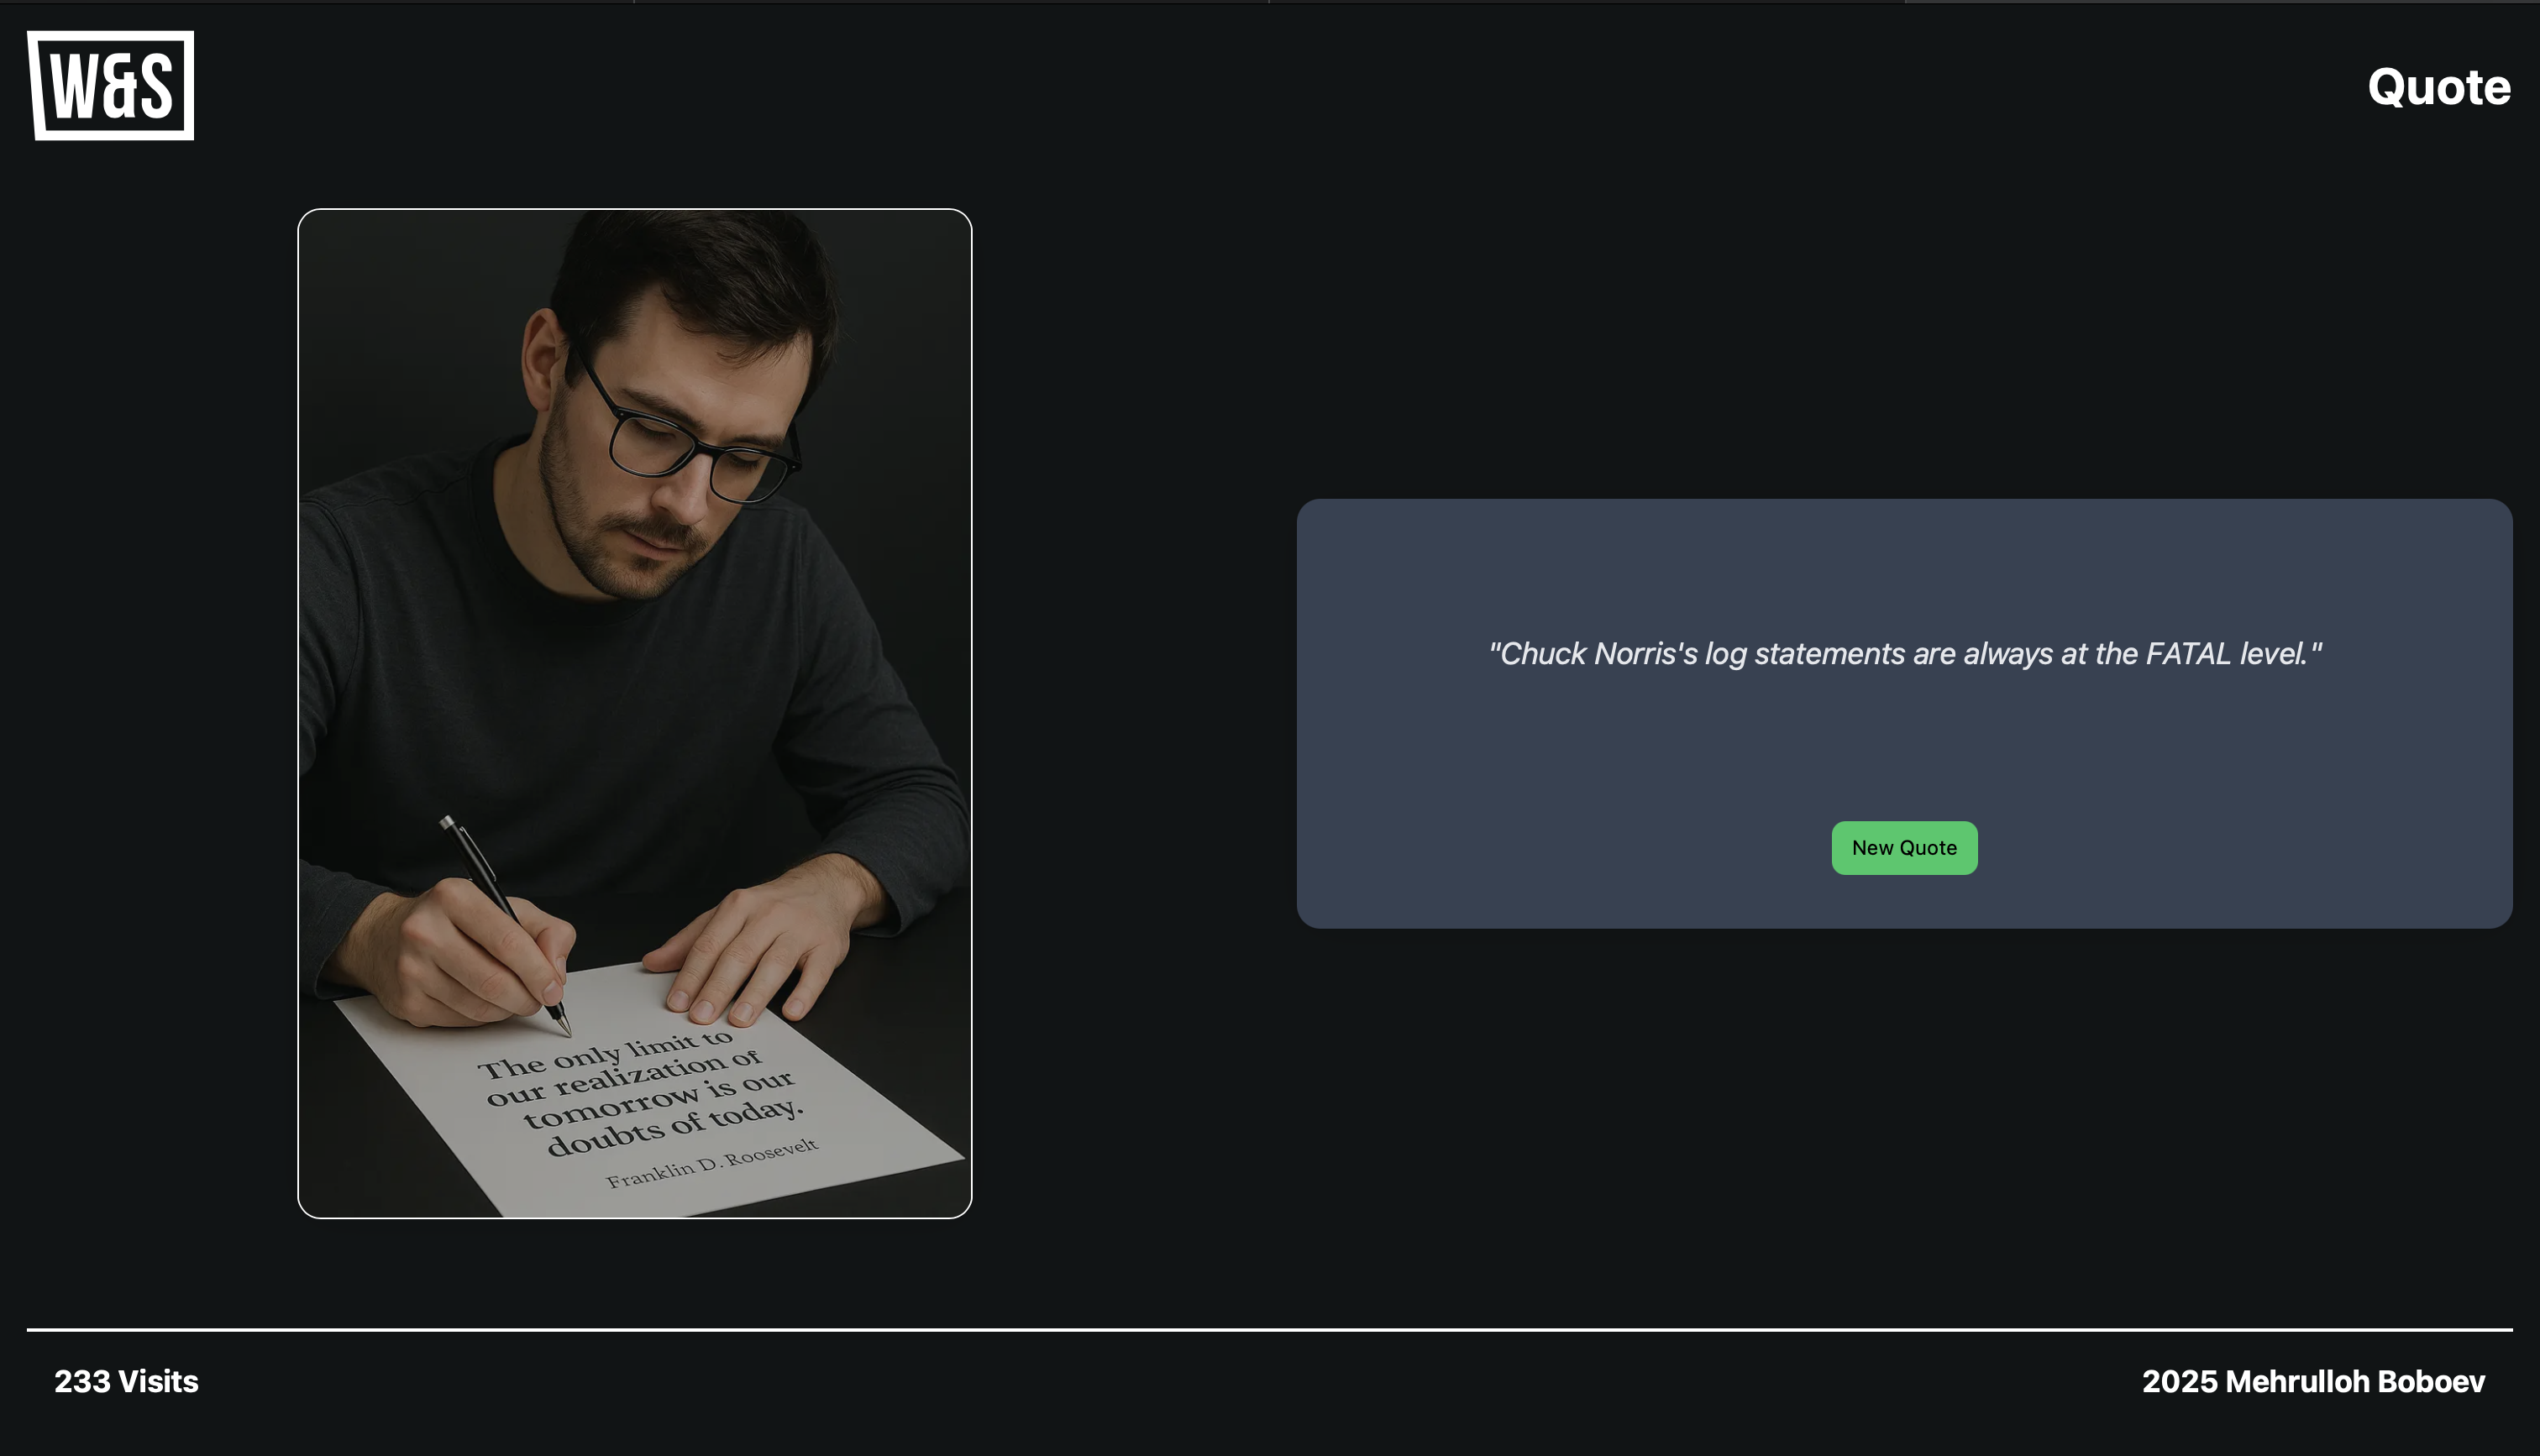 W&S
Quote
"Chuck Norris's log statements are always at the FATAL level."
New Quote
The only limit to
our realization of
tomorrow is our
doubts of today.
Franklin D. Roosevelt
233 Visits
2025 Mehrulloh Boboev